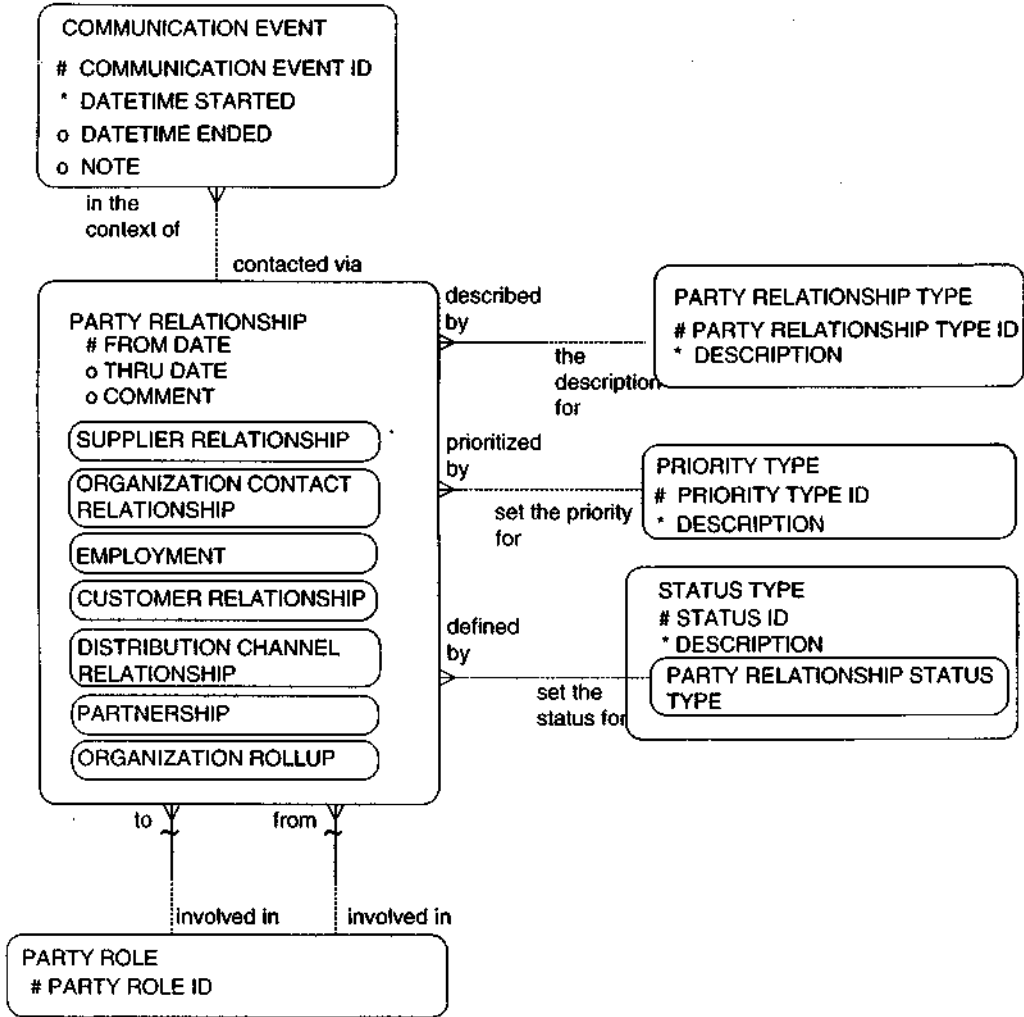 COMMUNICATION EVENT
# COMMUNICATION EVENT ID
* DATETIME STARTED
o DATETIME ENDED
o NOTE
in the
context of
contacted via
PARTY RELATIONSHIP
# FROM DATE
o THRU DATE
o COMMENT
SUPPLIER RELATIONSHIP
ORGANIZATION CONTACT
RELATIONSHIP
EMPLOYMENT
CUSTOMER RELATIONSHIP
DISTRIBUTION CHANNEL
RELATIONSHIP
PARTNERSHIP
ORGANIZATION ROLLUP
described
by
the
description
for
PARTY RELATIONSHIP TYPE
# PARTY RELATIONSHIP TYPE ID
* DESCRIPTION
prioritized
by
set the priority
for
PRIORITY TYPE
# PRIORITY TYPE ID
* DESCRIPTION
defined
by
set the
status for
STATUS TYPE
# STATUS ID
* DESCRIPTION
PARTY RELATIONSHIP STATUS
TYPE
to
from
involved in
involved in
PARTY ROLE
# PARTY ROLE ID